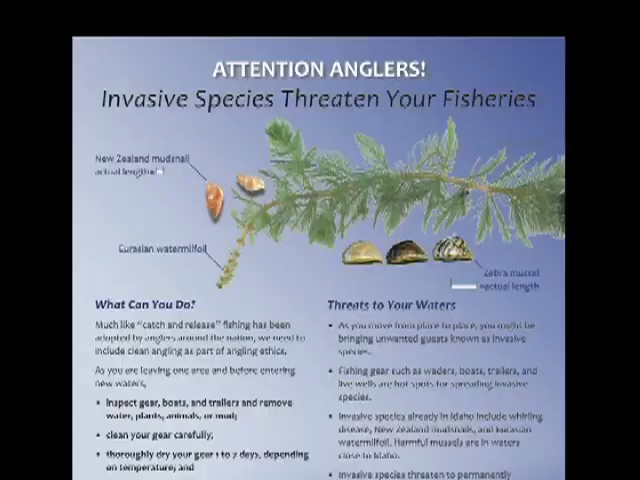 ATTENTION ANGLERS!
Invasive Species Threaten Your Fisheries
New Zealand mudsnail
actual length=
Eurasian watermilfoil
Zebra mussel
=actual length
What Can You Do?
Much like "catch and release" fishing has been
adopted by anglers around the nation, we need to
include clean angling as part of angling ethics.
As you are leaving one area and before entering
new waters,
• inspect gear, boats, and trailers and remove
water, plants, animals, or mud;
• clean your gear carefully;
• thoroughly dry your gear 1 to 7 days, depending
on temperature; and
Threats to Your Waters
• As you move from place to place, you might be
bringing unwanted guests known as invasive
species.
• Fishing gear such as waders, boats, trailers, and
live wells are hot spots for spreading invasive
species.
• Invasive species already in Idaho include whirling
disease, New Zealand mudsnails, and Eurasian
watermilfoil. Harmful mussels are in waters
close to Idaho.
• Invasive species threaten to permanently